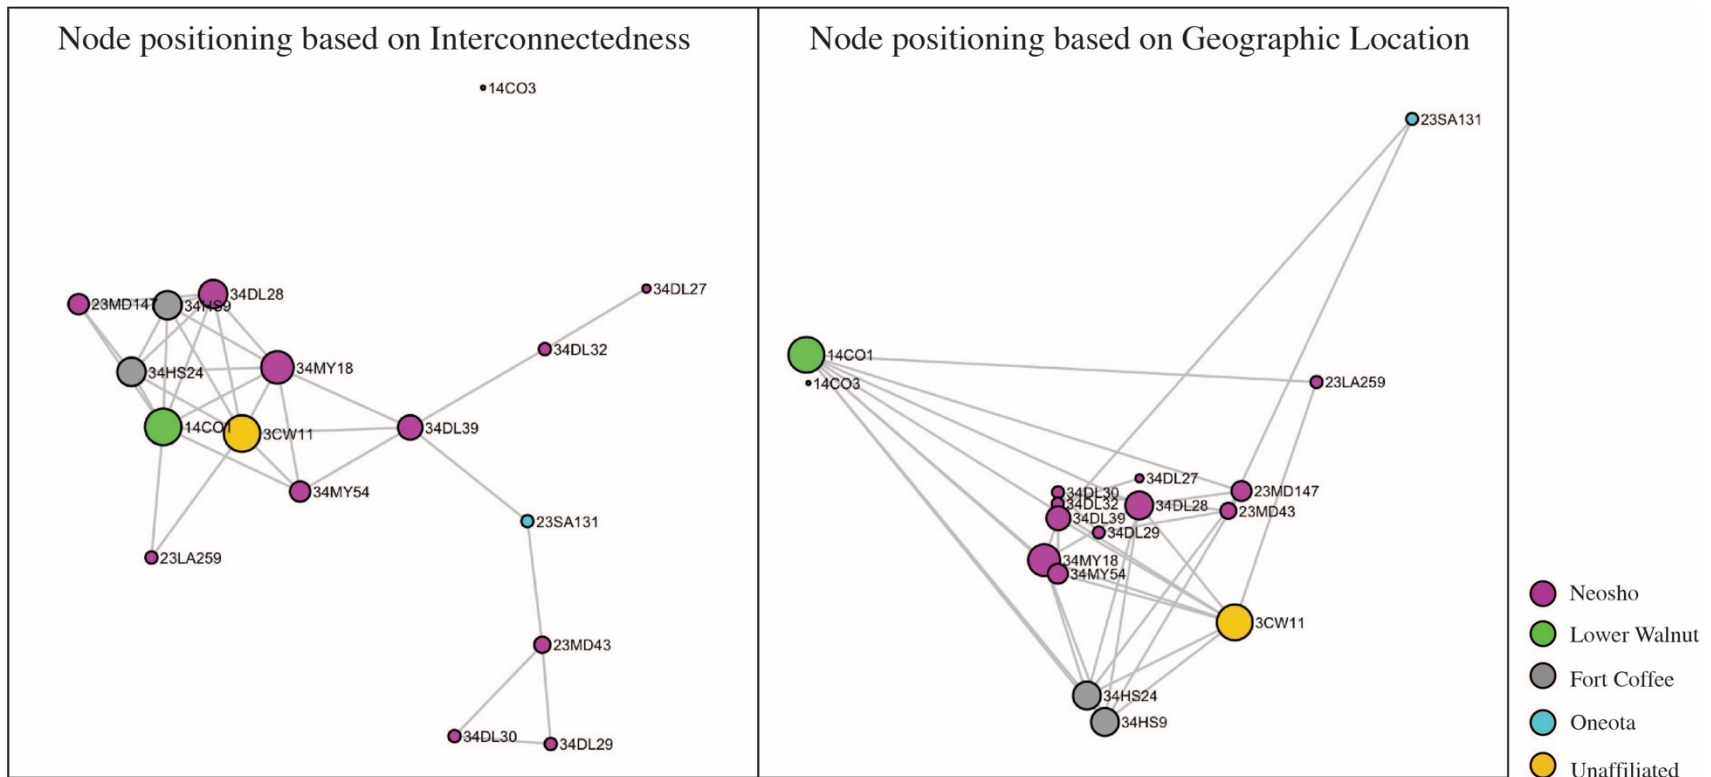 Node positioning based on Interconnectedness
14CO3
34DL27
34DL32
34DL28
23MD147
34HS9
34MY18
34HS24
14CO1
3CW11
34DL39
34MY54
23SA131
23LA259
23MD43
34DL30
34DL29
Node positioning based on Geographic Location
23SA131
14CO1
14CO3
23LA259
34DL27
34DL30
23MD147
34DL32
34DL28
23MD43
34DL39
34DL29
34MY18
34MY54
3CW11
34HS24
34HS9
Neosho
Lower Walnut
Fort Coffee
Oneota
Unaffiliated